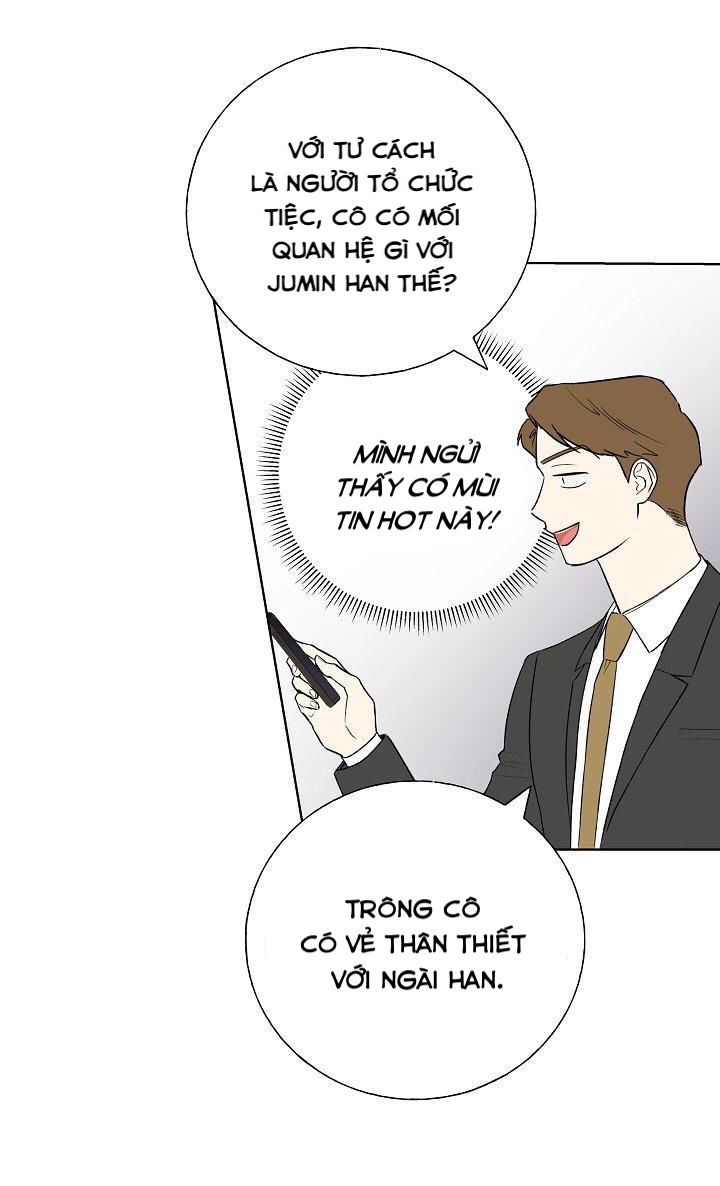 VỚI TƯ CÁCH
LÀ NGƯỜI TỔ CHỨC
TIỆC, CÔ CÓ MỐI
QUAN HỆ GÌ VỚI
JUMIN HAN THẾ?
MÌNH NGỬI
THẤY CÓ MÙI
TIN HOT NÀY!
TRÔNG CÔ
CÓ VẺ THÂN THIẾT
VỚI NGÀI HAN.